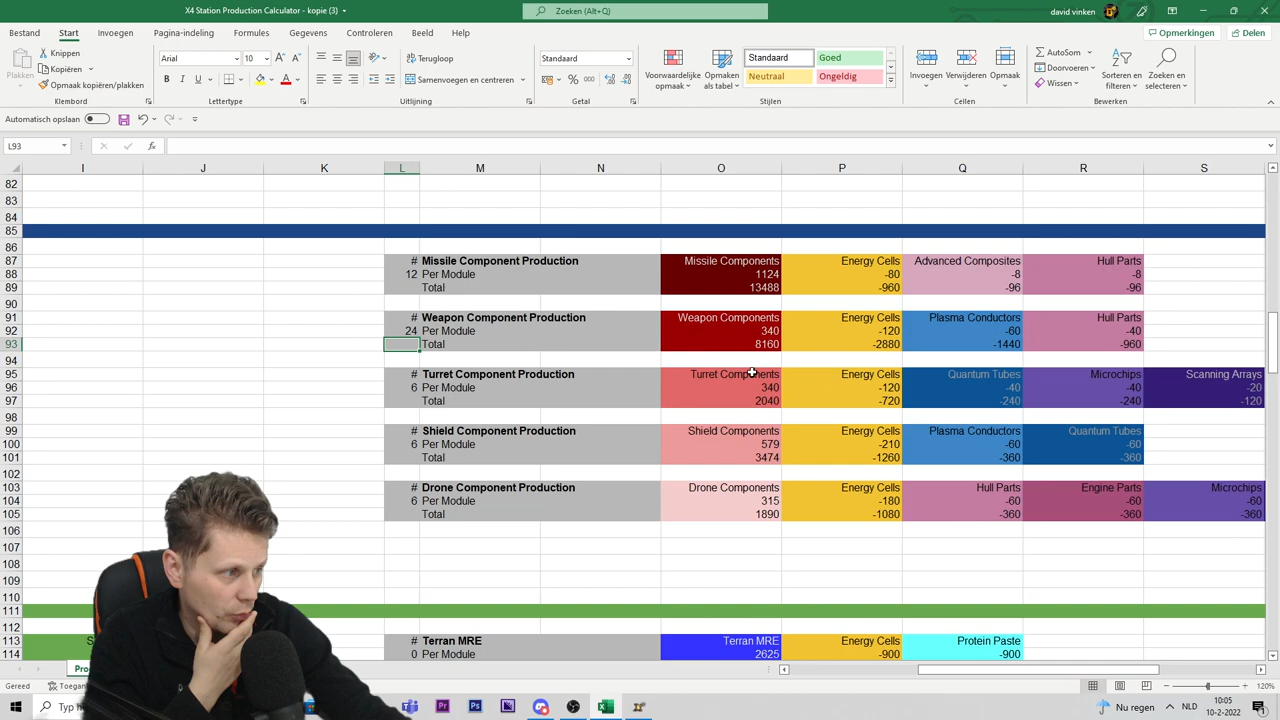 X4 Station Production Calculator - kopie (3)
Zoeken (Alt+Q)
david vinken
Bestand Start Invoegen Pagina-indeling Formules Gegevens Controleren Beeld Help
Opmerkingen Delen
Plakken
Knippen
Kopiëren
Opmaak kopiëren/plakken
Klembord
Arial 10
B I U
Lettertype
Terugloop
Samenvoegen en centreren
Uitlijning
Standaard
Getal
Voorwaardelijke opmaak
Opmaken als tabel
Standaard Goed
Neutraal Ongeldig
Stijlen
Invoegen Verwijderen Opmaak
Cellen
AutoSom
Doorvoeren
Wissen
Sorteren en filteren
Zoeken en selecteren
Bewerken
Automatisch opslaan
L93 fx
I J K L M N O P Q R S
82
83
84
85
86
87 # Missile Component Production Missile Components Energy Cells Advanced Composites Hull Parts
88 12 Per Module 1124 -80 -8 -8
89 Total 13488 -960 -96 -96
90
91 # Weapon Component Production Weapon Components Energy Cells Plasma Conductors Hull Parts
92 24 Per Module 340 -120 -60 -40
93 Total 8160 -2880 -1440 -960
94
95 # Turret Component Production Turret Components Energy Cells Quantum Tubes Microchips Scanning Arrays
96 6 Per Module 340 -120 -40 -40 -20
97 Total 2040 -720 -240 -240 -120
98
99 # Shield Component Production Shield Components Energy Cells Plasma Conductors Quantum Tubes
100 6 Per Module 579 -210 -60 -60
101 Total 3474 -1260 -360 -360
102
103 # Drone Component Production Drone Components Energy Cells Hull Parts Engine Parts Microchips
104 6 Per Module 315 -180 -60 -60 -60
105 Total 1890 -1080 -360 -360 -360
106
107
108
109
110
111
112
113 # Terran MRE Terran MRE Energy Cells Protein Paste
114 0 Per Module 2625 -900 -900
Gereed
120%
Nu regen NLD 10:05
10-2-2022